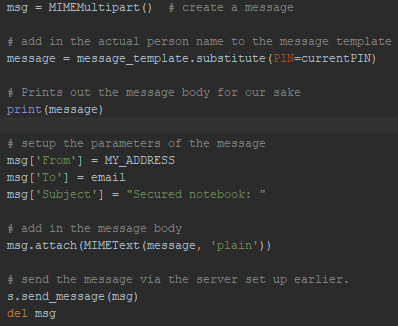 msg = MIMEMultipart()  # create a message
# add in the actual person name to the message template
message = message_template.substitute(PIN=currentPIN)
# Prints out the message body for our sake
print(message)
# setup the parameters of the message
msg['From'] = MY_ADDRESS
msg['To'] = email
msg['Subject'] = "Secured notebook: "
# add in the message body
msg.attach(MIMEText(message, 'plain'))
# send the message via the server set up earlier.
s.send_message(msg)
del msg